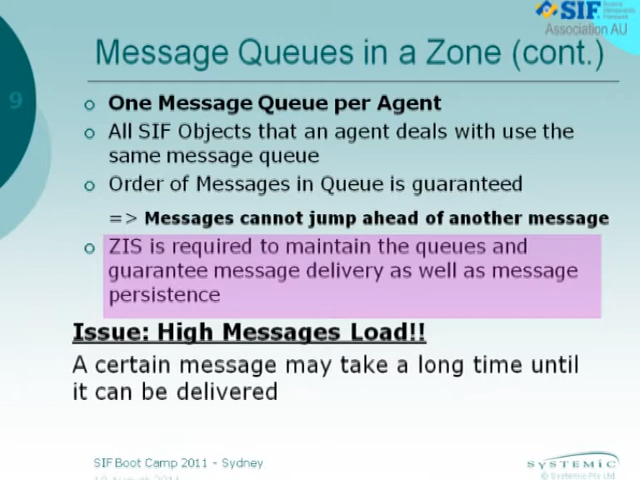 SIF
Association AU
Message Queues in a Zone (cont.)
9
One Message Queue per Agent
All SIF Objects that an agent deals with use the
same message queue
Order of Messages in Queue is guaranteed
=> Messages cannot jump ahead of another message
ZIS is required to maintain the queues and
guarantee message delivery as well as message
persistence
Issue: High Messages Load!!
A certain message may take a long time until
it can be delivered
SIF Boot Camp 2011 - Sydney
SYSTEMIC
© Systemic Pty Ltd